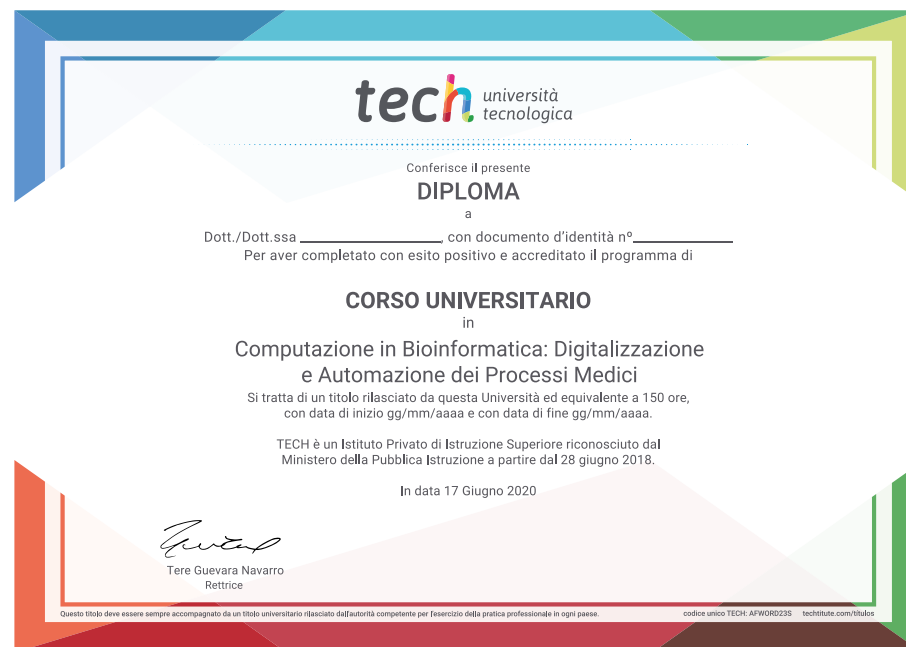 tech università
tecnologica
Conferisce il presente
DIPLOMA
a
Dott./Dott.ssa ________________, con documento d’identità nº____________
Per aver completato con esito positivo e accreditato il programma di
CORSO UNIVERSITARIO
in
Computazione in Bioinformatica: Digitalizzazione
e Automazione dei Processi Medici
Si tratta di un titolo rilasciato da questa Università ed equivalente a 150 ore,
con data di inizio gg/mm/aaaa e con data di fine gg/mm/aaaa.
TECH è un Istituto Privato di Istruzione Superiore riconosciuto dal
Ministero della Pubblica Istruzione a partire dal 28 giugno 2018.
In data 17 Giugno 2020
Tere Guevara Navarro
Rettrice
Questo titolo deve essere sempre accompagnato da un titolo universitario rilasciato dall'autorità competente per l'esercizio della pratica professionale in ogni paese. codice unico TECH: AFWORD23S techtitute.com/titulos